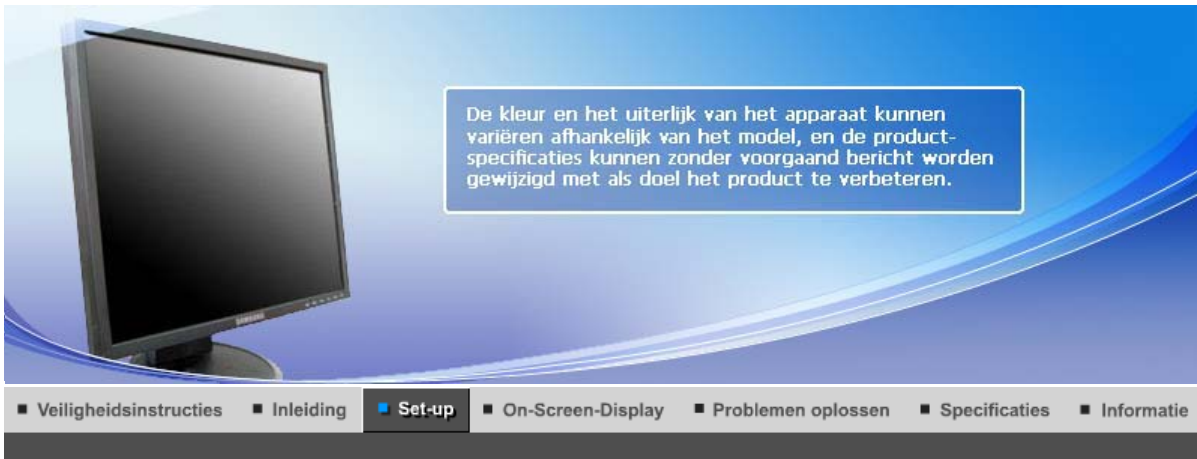 De kleur en het uiterlijk van het apparaat kunnen
variëren afhankelijk van het model, en de product-
specificaties kunnen zonder voorgaand bericht worden
gewijzigd met als doel het product te verbeteren.
SAMSUNG
Veiligheidsinstructies Inleiding Set-up On-Screen-Display Problemen oplossen Specificaties Informatie